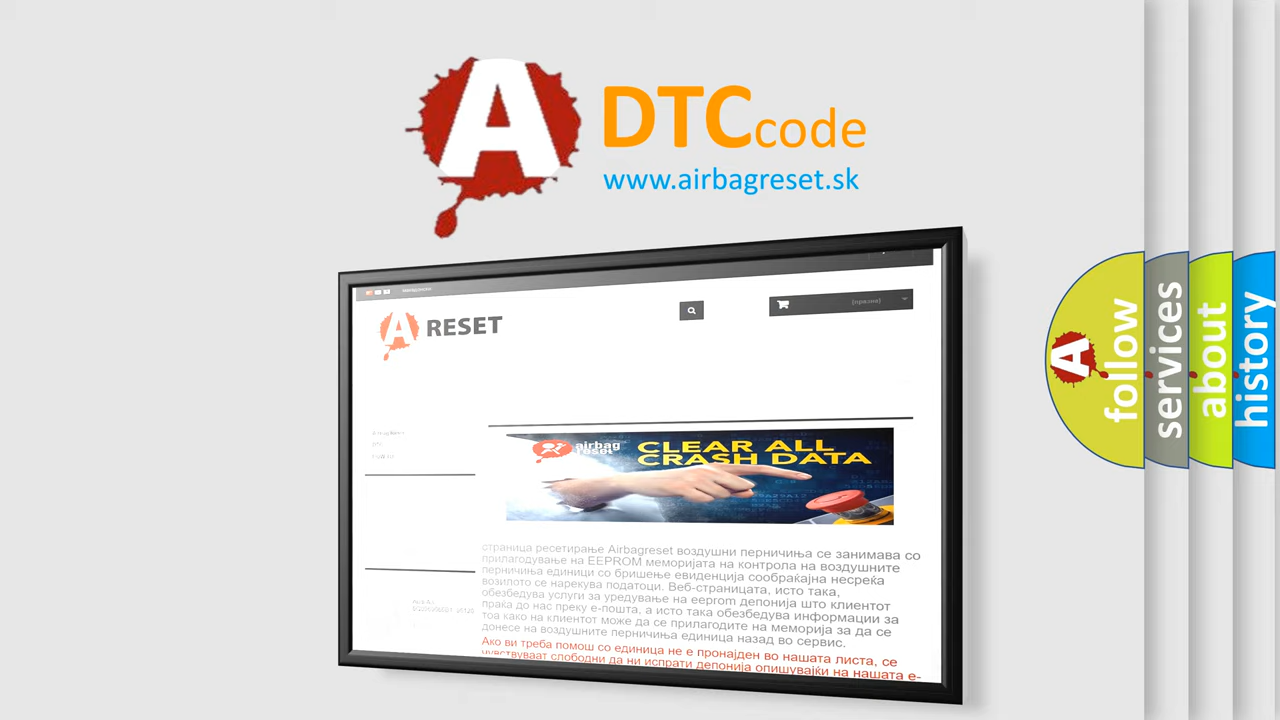 A
DTCcode
www.airbagreset.sk
A RESET
(празно)
airbag
reset
CLEAR ALL
CRASH DATA
страница ресетирање Airbagreset воздушни перничиња се занимава со
прилагодување на EEPROM меморијата на контрола на воздушните
перничиња единици со бришење евиденција сообраќајна несреќа
возилото се нарекува податоци. Веб-страницата, исто така,
обезбедува услуги за уредување на eeprom депонија што клиентот
праќа до нас преку е-пошта, а исто така обезбедува информации за
тоа како на клиентот може да се прилагодите на меморија за да се
донесе на воздушните перничиња единица назад во сервис.
Ако ви треба помош со единица не е пронајден во нашата листа, се
чувствуваат слободни да ни испрати депонија опишувајќи на нашата е-
A
follow
services
about
history